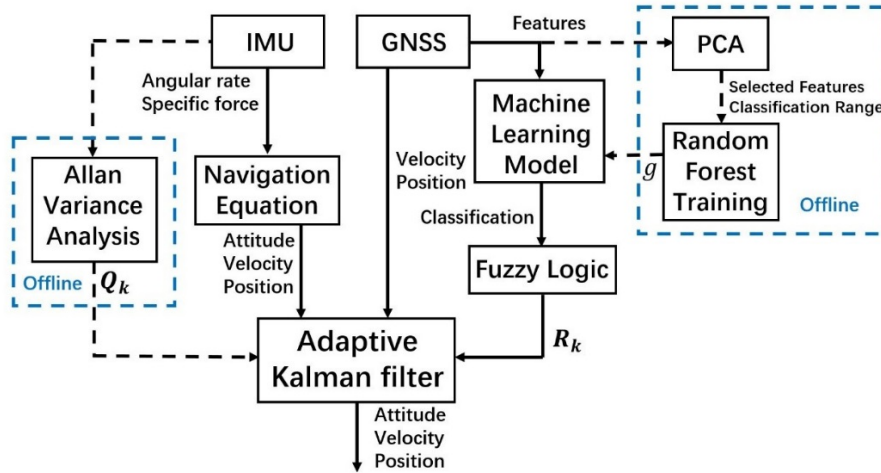 IMU
GNSS
Features
PCA
Angular rate
Specific force
Selected Features
Classification Range
Machine
Learning
Model
Random
Forest
Training
g
Offline
Allan
Variance
Analysis
Navigation
Equation
Velocity
Position
Classification
Offline
Q_k
Attitude
Velocity
Position
Fuzzy Logic
R_k
Adaptive
Kalman filter
Attitude
Velocity
Position